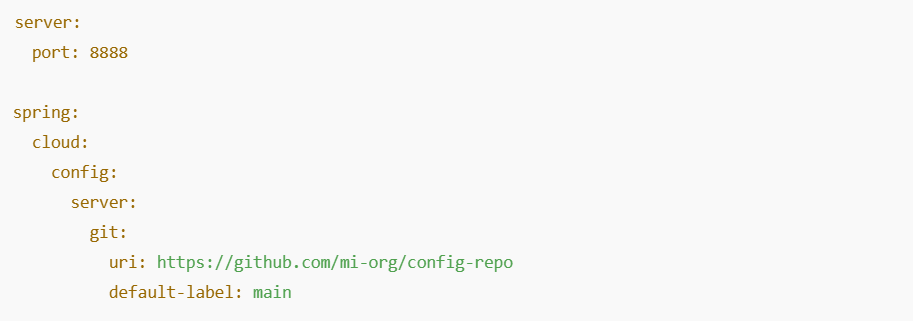 server:
  port: 8888

spring:
  cloud:
    config:
      server:
        git:
          uri: https://github.com/mi-org/config-repo
          default-label: main